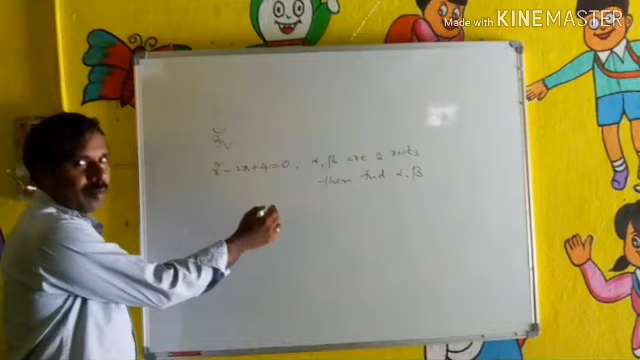 Made with KINEMASTER
x² - 2x + 4 = 0, α, β are 2 roots
then find α, β